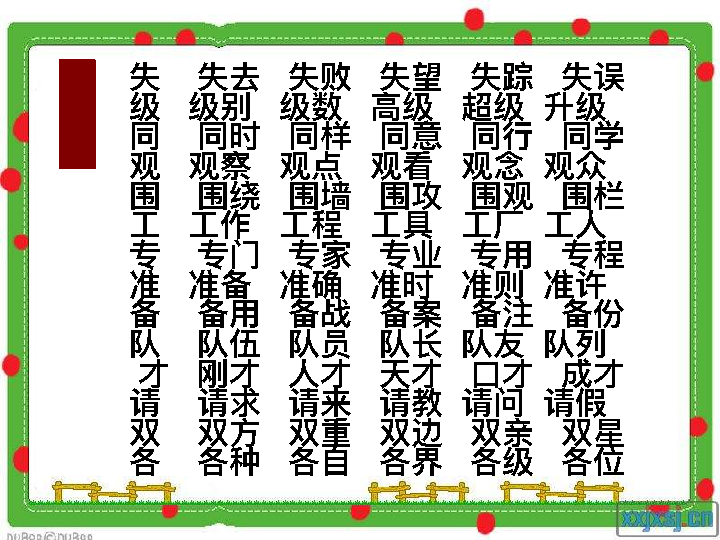 失 失去 失败 失望 失踪 失误
级 级别 级数 高级 超级 升级
同 同时 同样 同意 同行 同学
观 观察 观点 观看 观念 观众
围 围绕 围墙 围攻 围观 围栏
工 工作 工程 工具 工厂 工人
专 专门 专家 专业 专用 专程
准 准备 准确 准时 准则 准许
备 备用 备战 备案 备注 备份
队 队伍 队员 队长 队友 队列
才 刚才 人才 天才 口才 成才
请 请求 请来 请教 请问 请假
双 双方 双重 双边 双亲 双星
各 各种 各自 各界 各级 各位
xxjxsj.cn